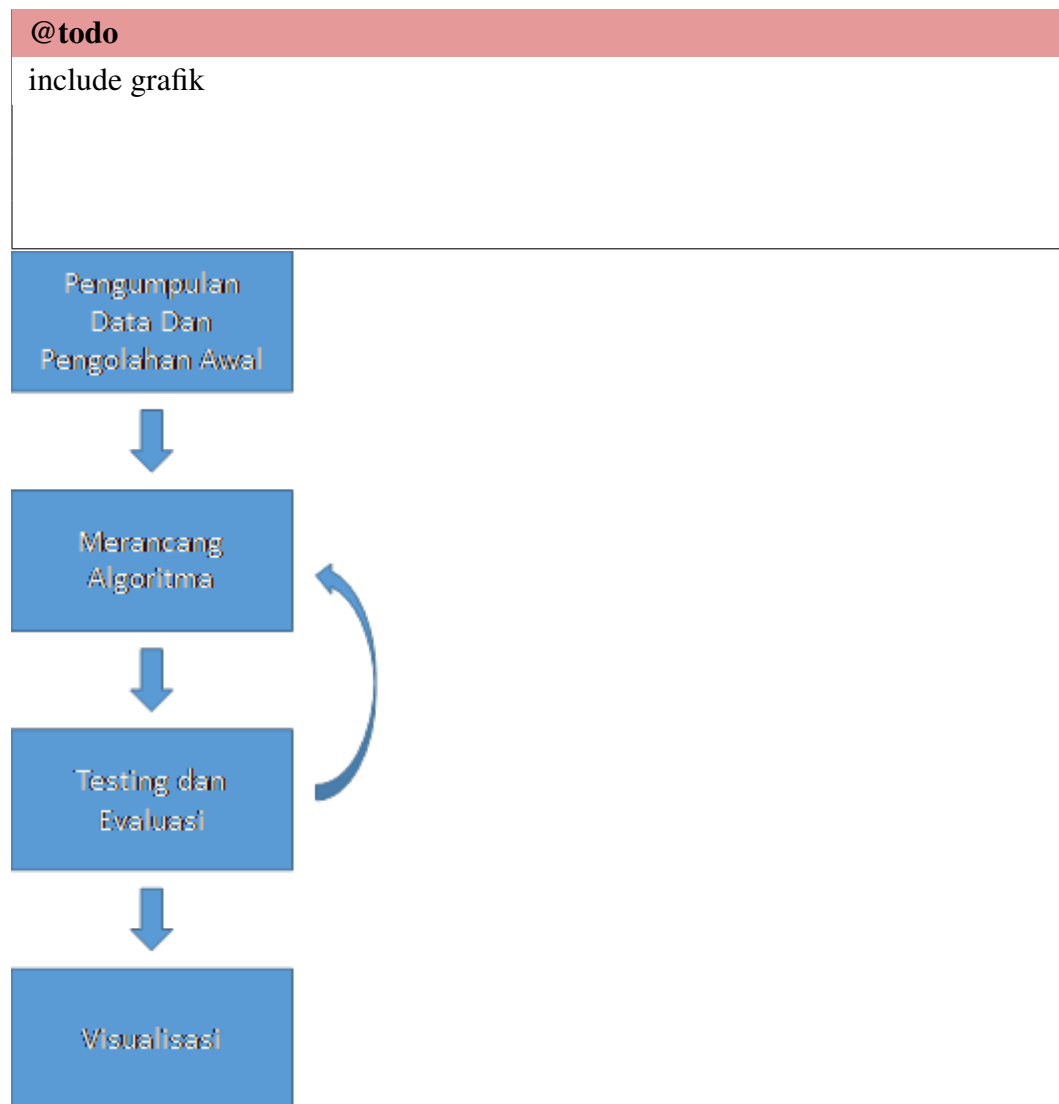 @todo
include grafik
Pengumpulan
Data Dan
Pengolahan Awal
Merancang
Algoritma
Testing dan
Evaluasi
Visualisasi